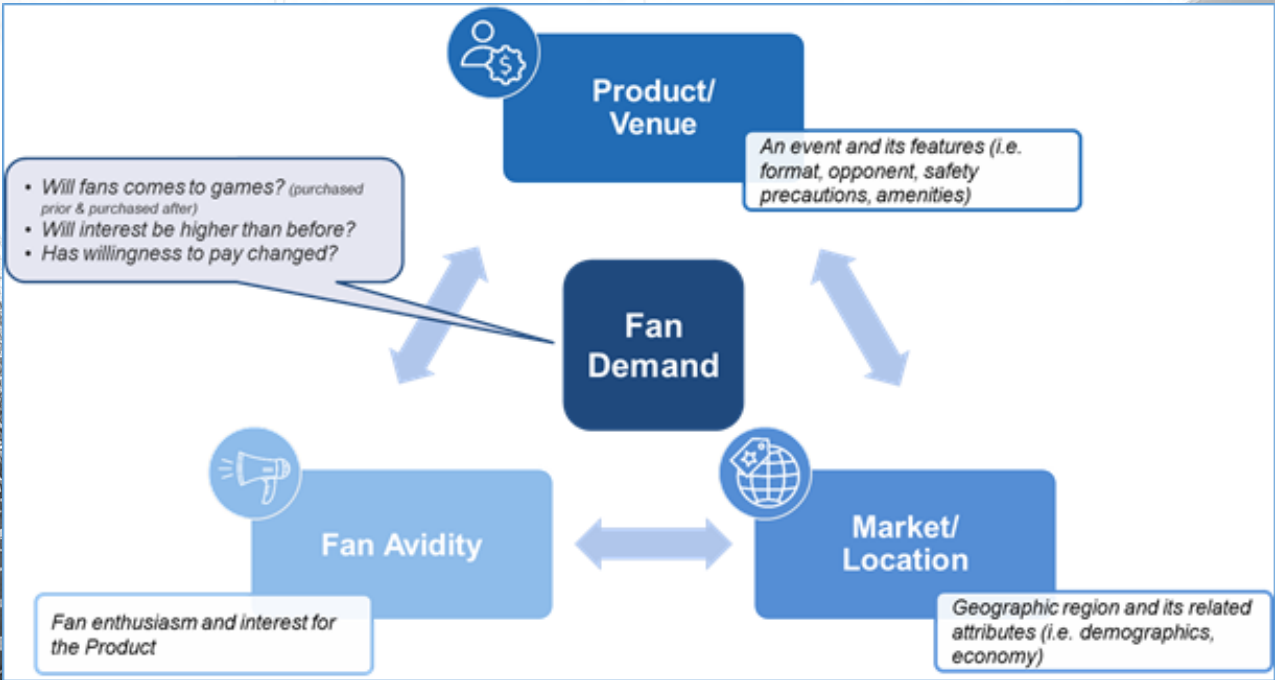 Product/
Venue
An event and its features (i.e.
format, opponent, safety
precautions, amenities)
• Will fans comes to games? (purchased
prior & purchased after)
• Will interest be higher than before?
• Has willingness to pay changed?
Fan
Demand
Fan Avidity
Fan enthusiasm and interest for
the Product
Market/
Location
Geographic region and its related
attributes (i.e. demographics,
economy)